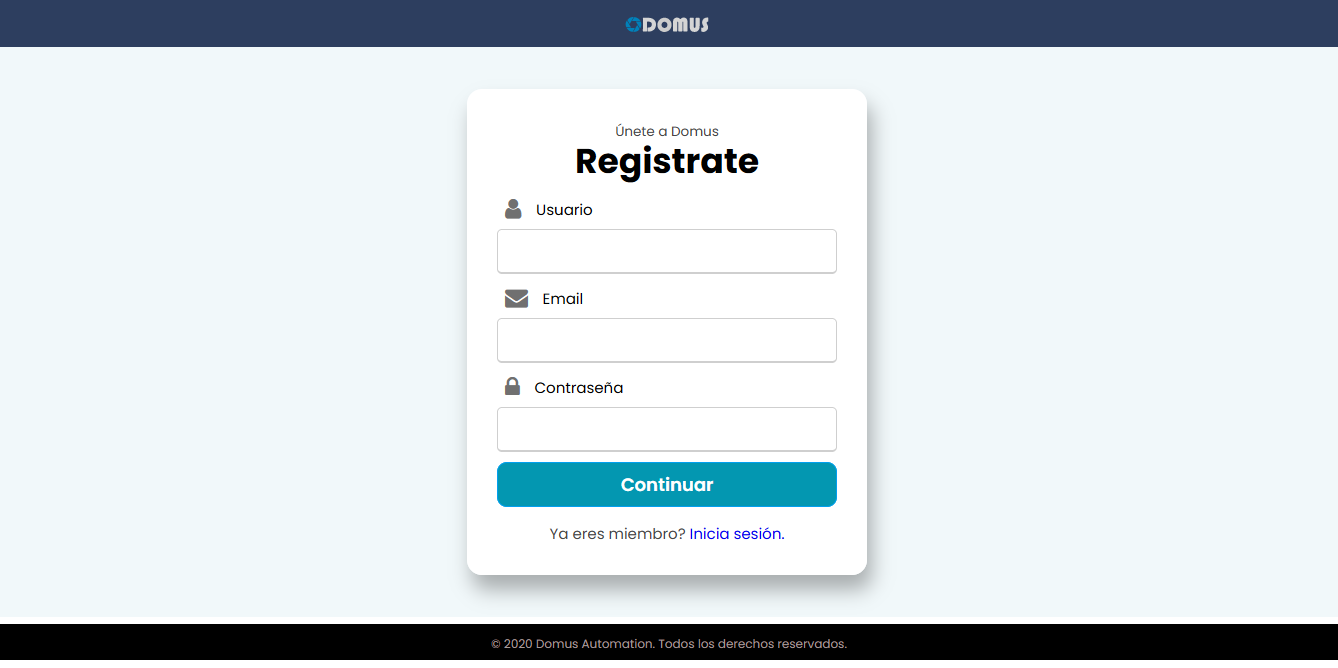 DOMUS
Únete a Domus
Registrate
Usuario
Email
Contraseña
Continuar
Ya eres miembro? Inicia sesión.
© 2020 Domus Automation. Todos los derechos reservados.